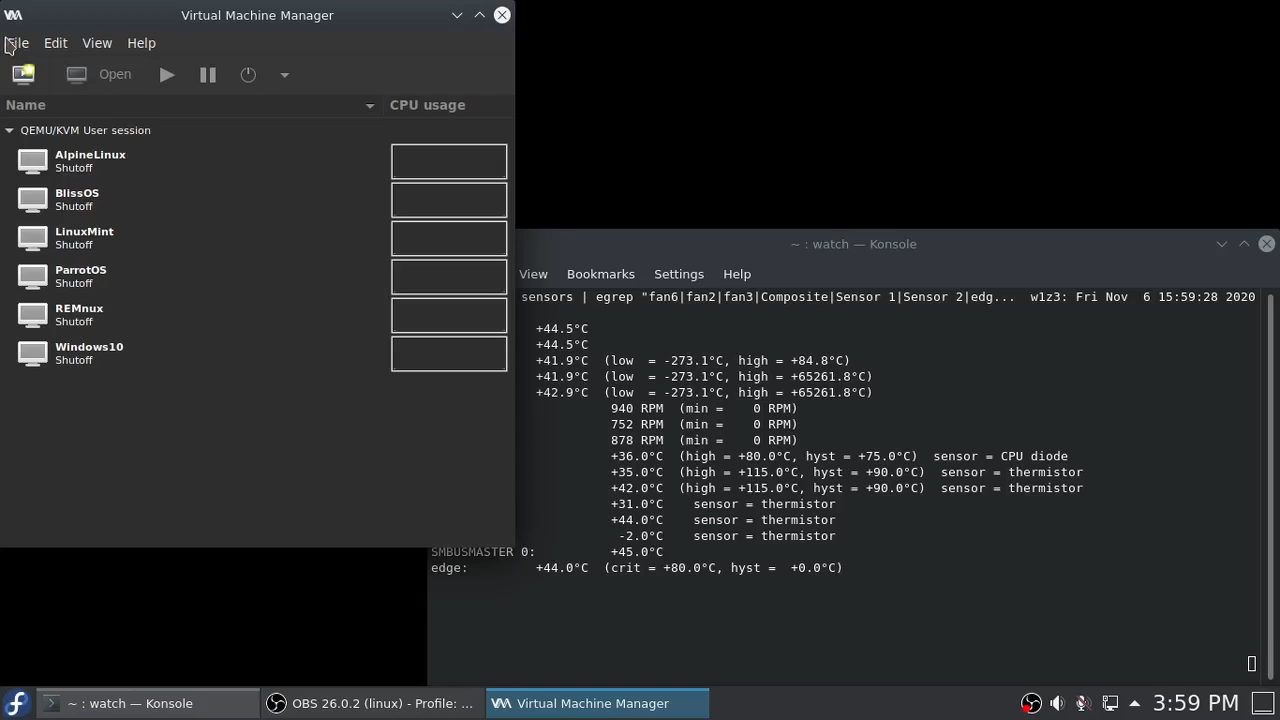 Virtual Machine Manager
File Edit View Help
Open
Name CPU usage
QEMU/KVM User session
AlpineLinux
Shutoff
BlissOS
Shutoff
LinuxMint
Shutoff
ParrotOS
Shutoff
REMnux
Shutoff
Windows10
Shutoff
~ : watch — Konsole
View Bookmarks Settings Help
sensors | egrep "fan6|fan2|fan3|Composite|Sensor 1|Sensor 2|edg... w1z3: Fri Nov 6 15:59:28 2020
+44.5°C
+44.5°C
+41.9°C (low = -273.1°C, high = +84.8°C)
+41.9°C (low = -273.1°C, high = +65261.8°C)
+42.9°C (low = -273.1°C, high = +65261.8°C)
940 RPM (min = 0 RPM)
752 RPM (min = 0 RPM)
878 RPM (min = 0 RPM)
+36.0°C (high = +80.0°C, hyst = +75.0°C) sensor = CPU diode
+35.0°C (high = +115.0°C, hyst = +90.0°C) sensor = thermistor
+42.0°C (high = +115.0°C, hyst = +90.0°C) sensor = thermistor
+31.0°C sensor = thermistor
+44.0°C sensor = thermistor
-2.0°C sensor = thermistor
SMBUSMASTER 0: +45.0°C
edge: +44.0°C (crit = +80.0°C, hyst = +0.0°C)
~ : watch — Konsole
OBS 26.0.2 (linux) - Profile: ...
Virtual Machine Manager
3:59 PM